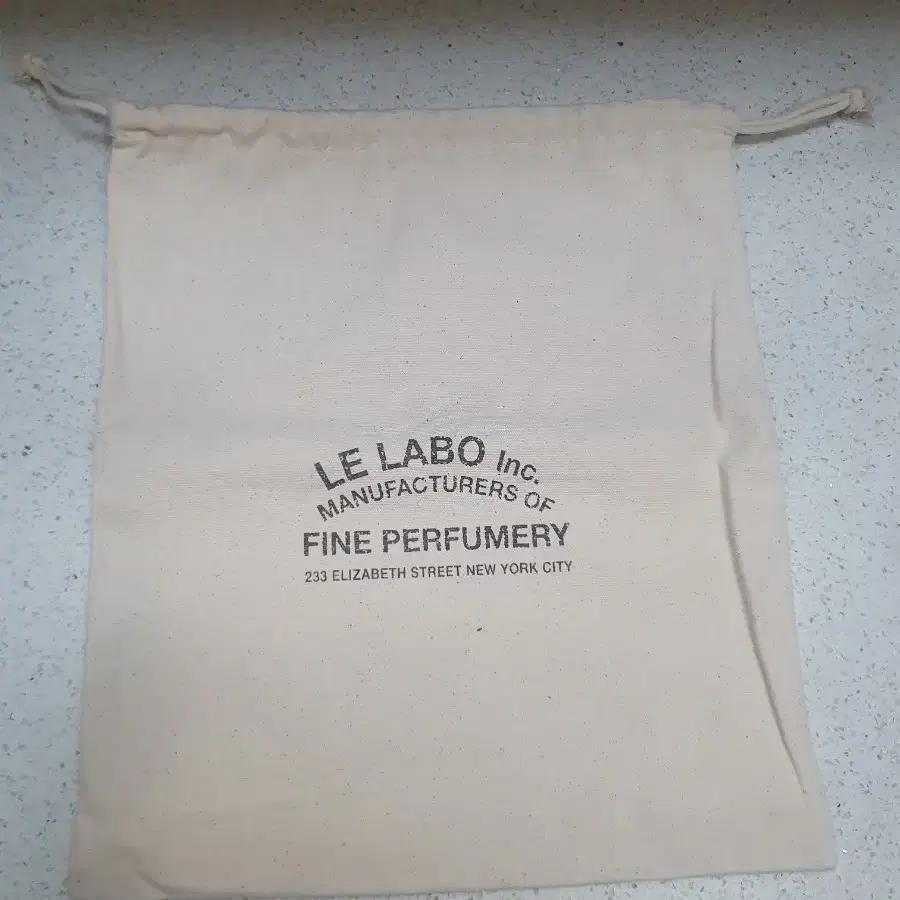 LE LABO Inc.
MANUFACTURERS OF
FINE PERFUMERY
233 ELIZABETH STREET NEW YORK CITY